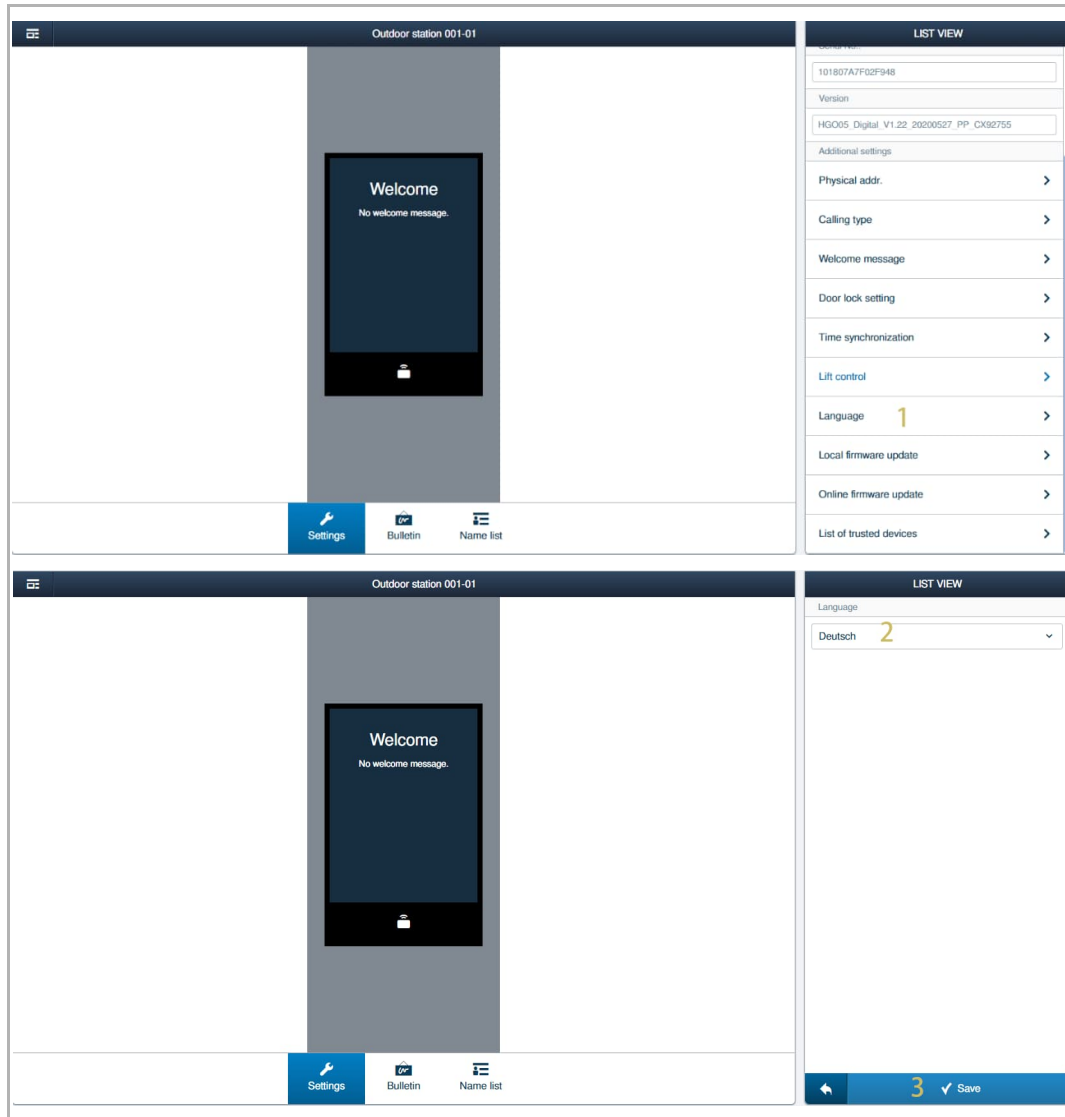 Outdoor station 001-01
LIST VIEW
Serial No.:
101807A7F02F948
Version
HGO05_Digital_V1.22_20200527_PP_CX92755
Additional settings
Physical addr.
Calling type
Welcome message
Door lock setting
Time synchronization
Lift control
Language 1
Local firmware update
Online firmware update
List of trusted devices
Welcome
No welcome message.
Settings
Bulletin
Name list
Outdoor station 001-01
LIST VIEW
Language
Deutsch 2
Welcome
No welcome message.
Settings
Bulletin
Name list
3 Save